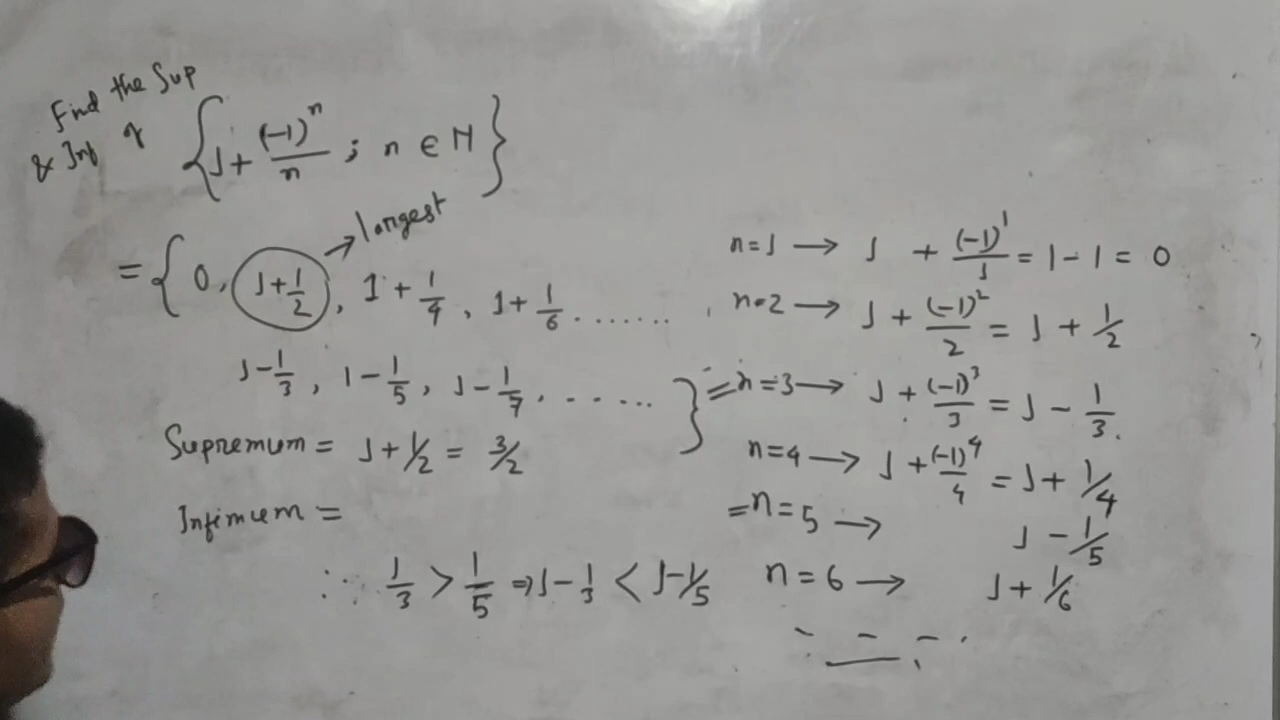 Find the Sup
& Inf of {1 + (-1)^n/n ; n ∈ N}
= {0, 1+1/2, 1+1/4, 1+1/6 .......
→ largest
1-1/3, 1-1/5, 1-1/7, ...... }
Supremum = 1+1/2 = 3/2
Infimum =
∴ 1/3 > 1/5 ⇒ 1-1/3 < 1-1/5
n=1 → 1 + (-1)^1/1 = 1-1 = 0
n=2 → 1 + (-1)^2/2 = 1 + 1/2
=n=3 → 1 + (-1)^3/3 = 1 - 1/3.
n=4 → 1 + (-1)^4/4 = 1 + 1/4
=n=5 → 1 - 1/5
n=6 → 1 + 1/6